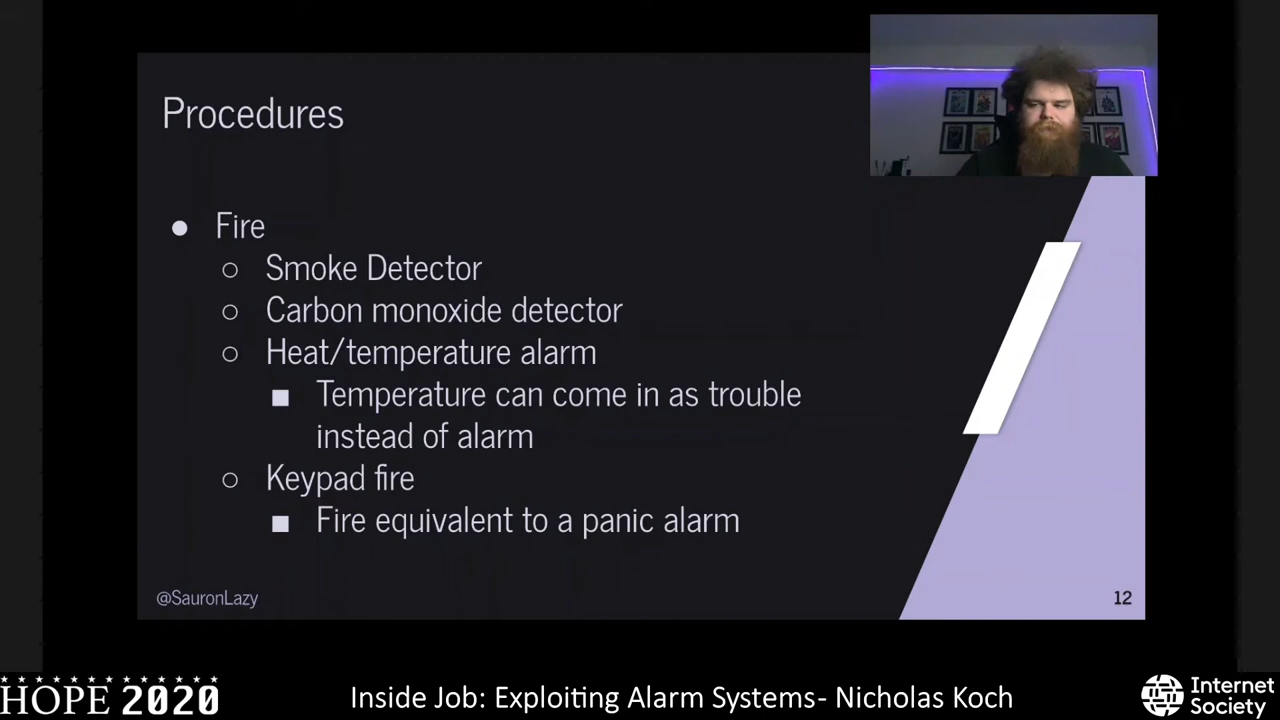 Procedures
● Fire
○ Smoke Detector
○ Carbon monoxide detector
○ Heat/temperature alarm
■ Temperature can come in as trouble
instead of alarm
○ Keypad fire
■ Fire equivalent to a panic alarm
@SauronLazy
12
HOPE 2020
Inside Job: Exploiting Alarm Systems- Nicholas Koch
Internet
Society